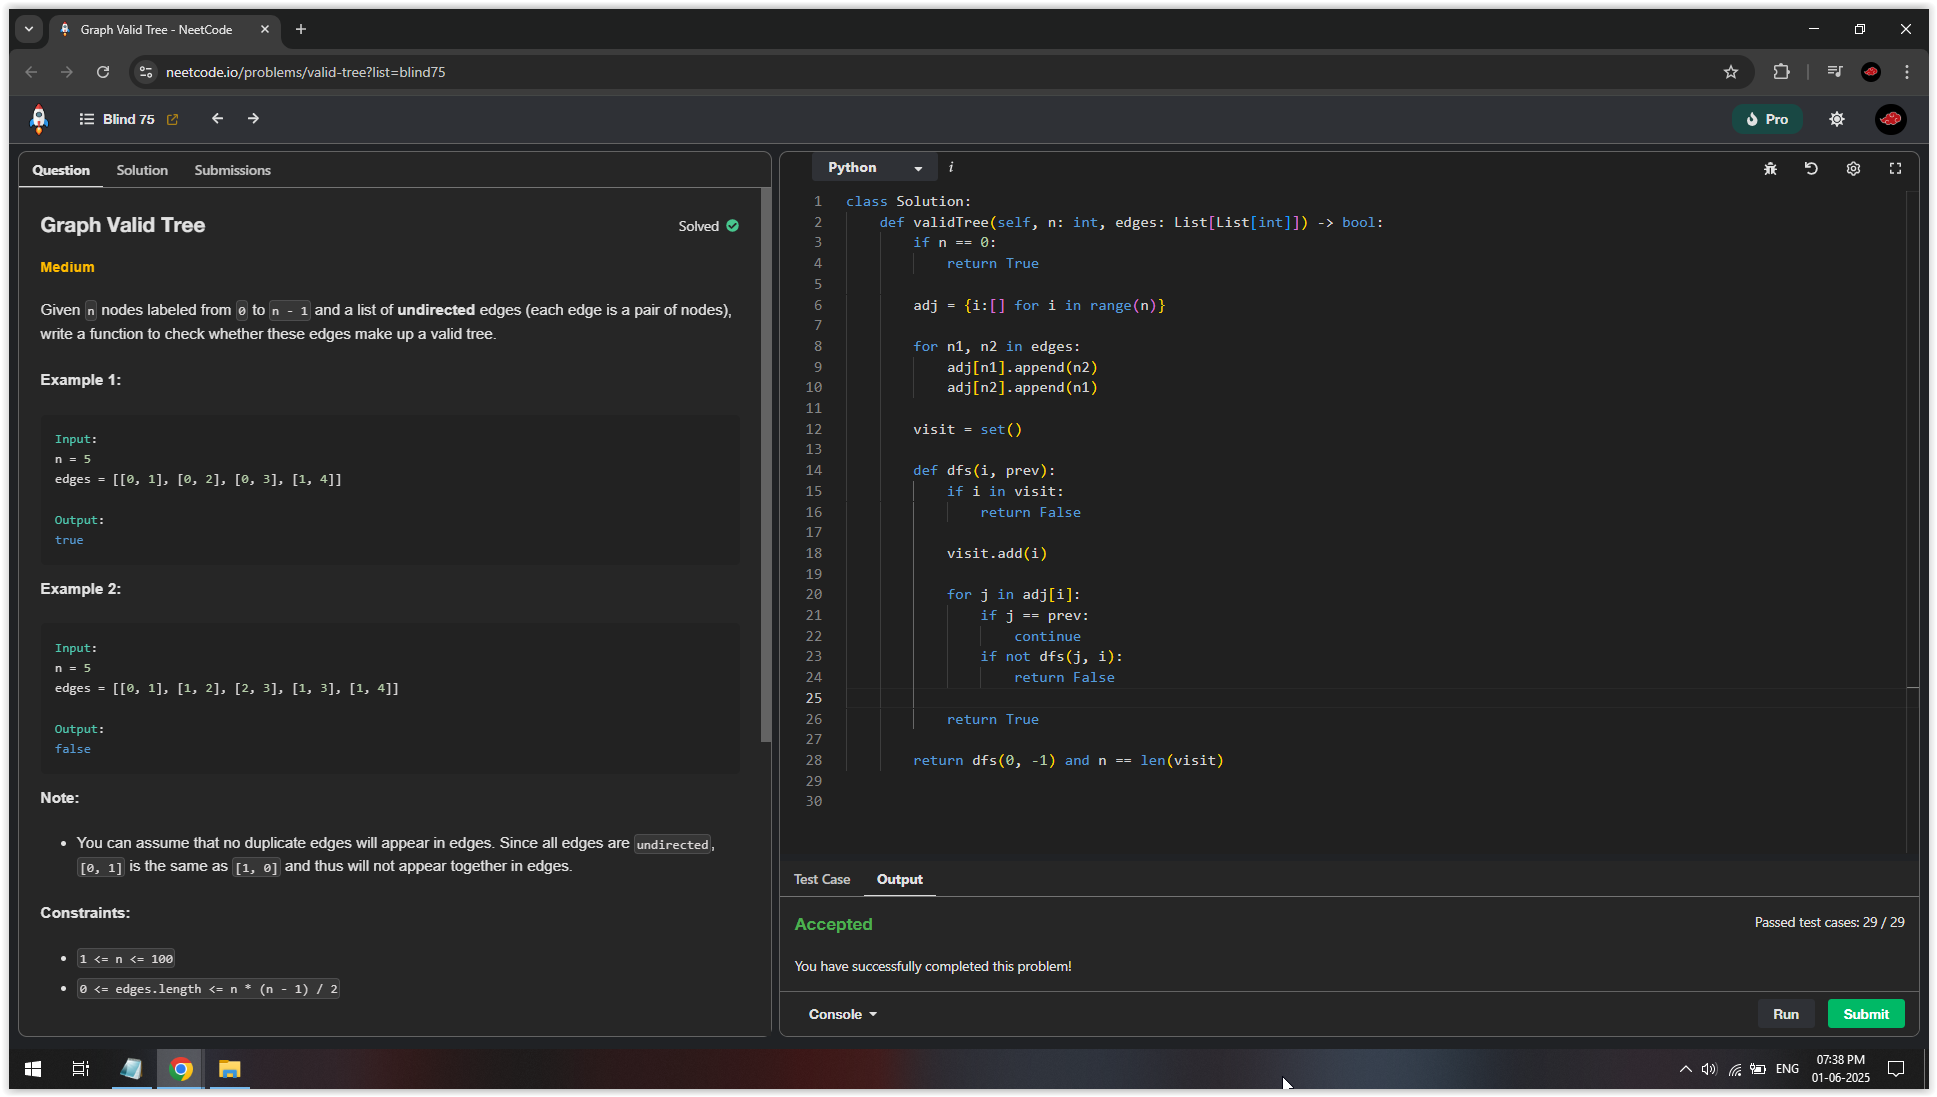 Graph Valid Tree - NeetCode
neetcode.io/problems/valid-tree?list=blind75
Blind 75
Pro
Question Solution Submissions
Graph Valid Tree
Solved
Medium
Given n nodes labeled from 0 to n - 1 and a list of undirected edges (each edge is a pair of nodes),
write a function to check whether these edges make up a valid tree.
Example 1:
Input:
n = 5
edges = [[0, 1], [0, 2], [0, 3], [1, 4]]
Output:
true
Example 2:
Input:
n = 5
edges = [[0, 1], [1, 2], [2, 3], [1, 3], [1, 4]]
Output:
false
Note:
• You can assume that no duplicate edges will appear in edges. Since all edges are undirected,
[0, 1] is the same as [1, 0] and thus will not appear together in edges.
Constraints:
• 1 <= n <= 100
• 0 <= edges.length <= n * (n - 1) / 2
Python i
1 class Solution:
2 def validTree(self, n: int, edges: List[List[int]]) -> bool:
3 if n == 0:
4 return True
5
6 adj = {i:[] for i in range(n)}
7
8 for n1, n2 in edges:
9 adj[n1].append(n2)
10 adj[n2].append(n1)
11
12 visit = set()
13
14 def dfs(i, prev):
15 if i in visit:
16 return False
17
18 visit.add(i)
19
20 for j in adj[i]:
21 if j == prev:
22 continue
23 if not dfs(j, i):
24 return False
25
26 return True
27
28 return dfs(0, -1) and n == len(visit)
29
30
Test Case Output
Accepted
Passed test cases: 29 / 29
You have successfully completed this problem!
Console
Run
Submit
ENG
07:38 PM
01-06-2025